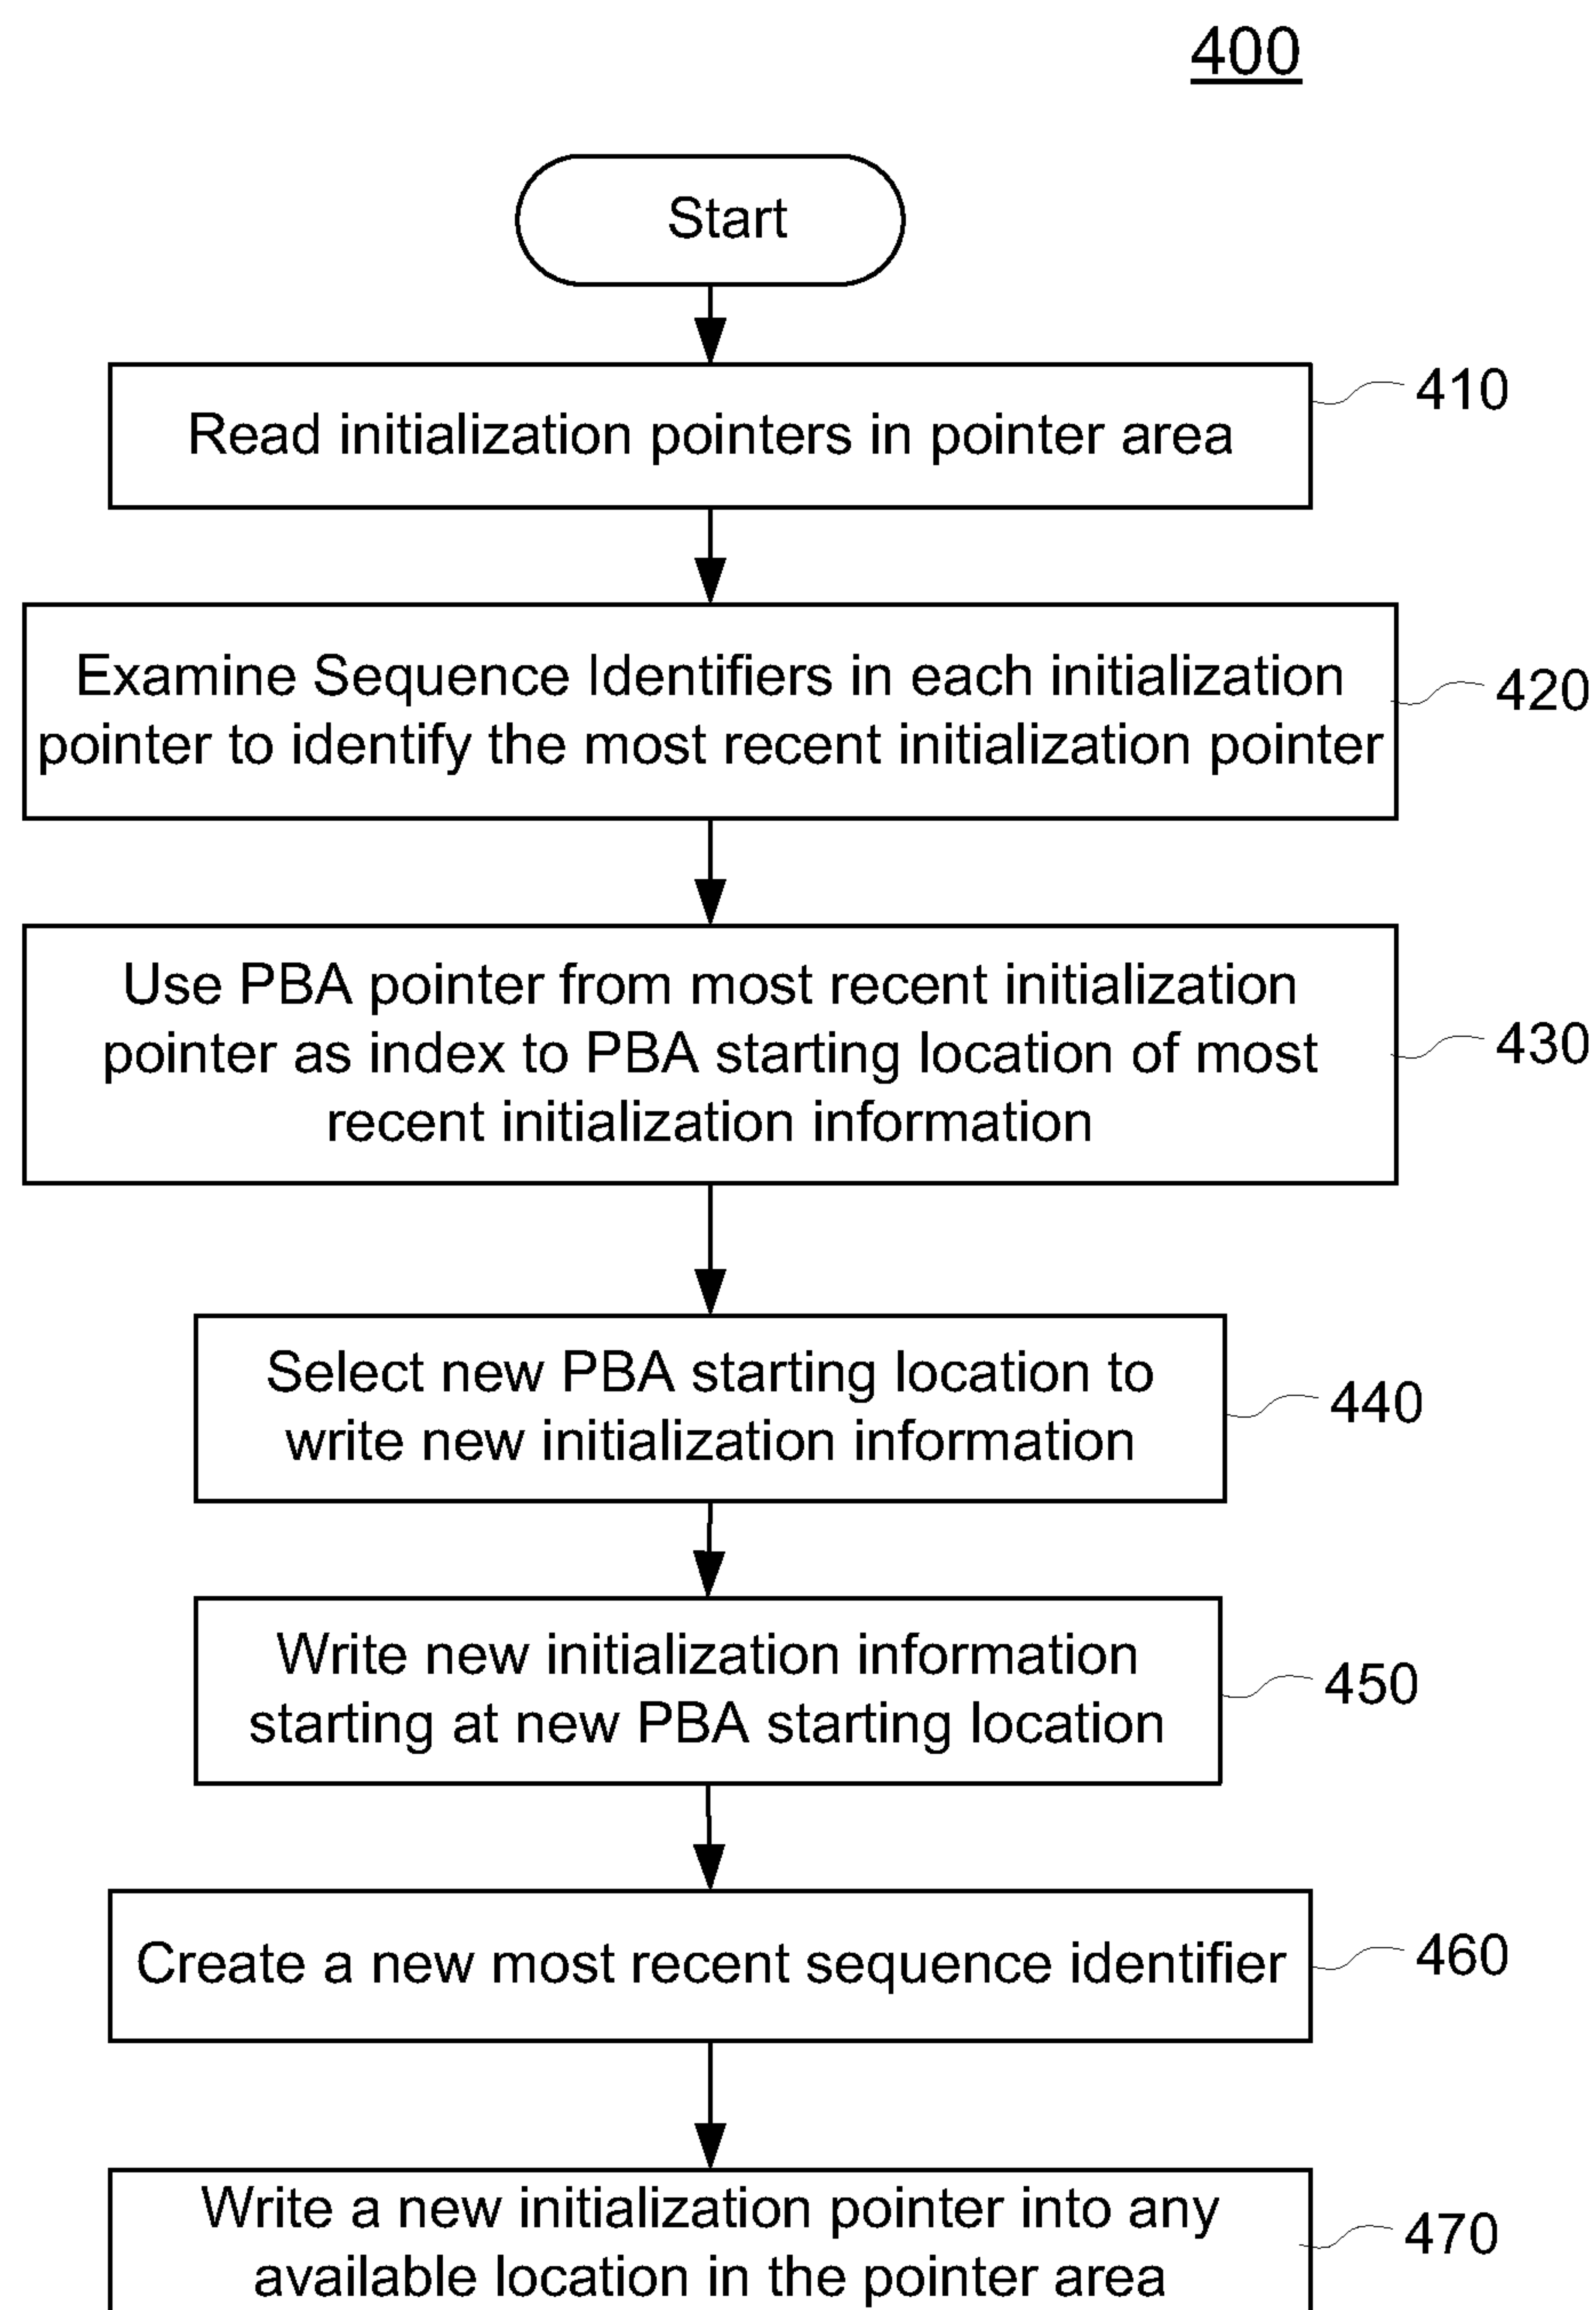 400
Start
Read initialization pointers in pointer area
410
Examine Sequence Identifiers in each initialization
pointer to identify the most recent initialization pointer
420
Use PBA pointer from most recent initialization
pointer as index to PBA starting location of most
recent initialization information
430
Select new PBA starting location to
write new initialization information
440
Write new initialization information
starting at new PBA starting location
450
Create a new most recent sequence identifier
460
Write a new initialization pointer into any
available location in the pointer area
470